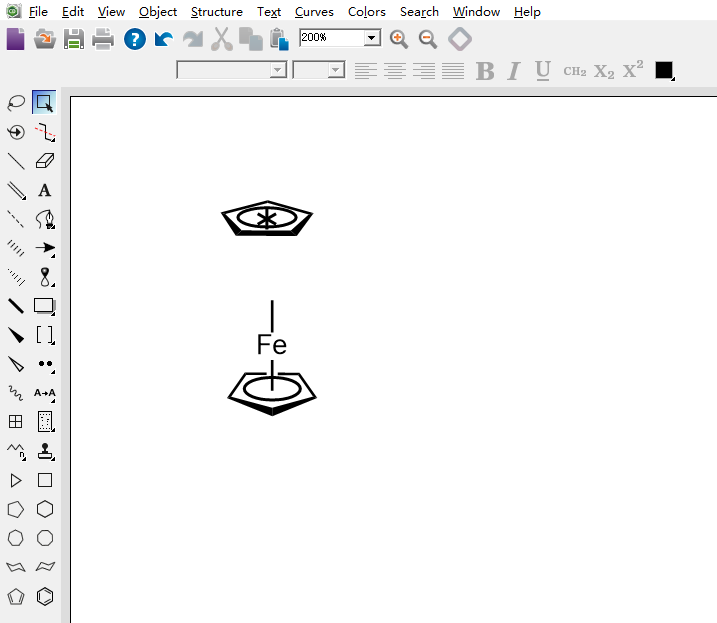 File Edit View Object Structure Text Curves Colors Search Window Help
200%
B I U CH₂ X₂ X²
A
A→A
n
Fe